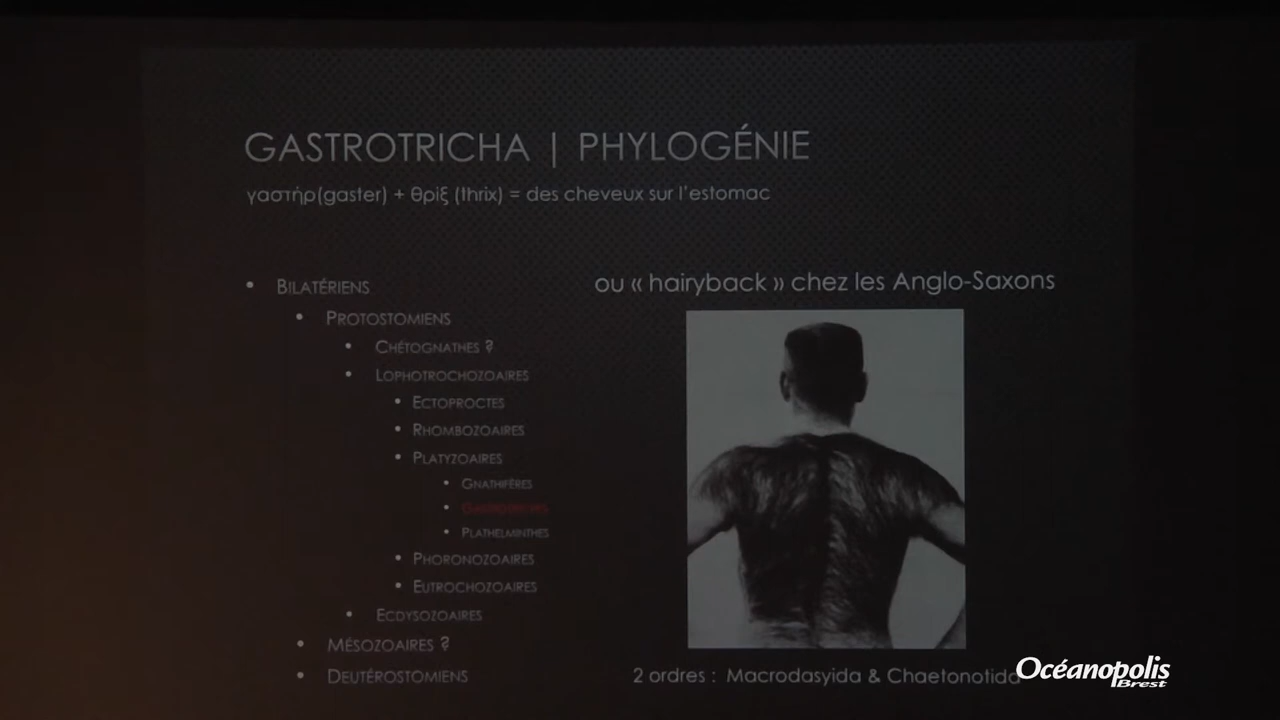 GASTROTRICHA | PHYLOGÉNIE
γαστήρ(gaster) + θρίξ (thrix) = des cheveux sur l'estomac
• BILATÉRIENS
• PROTOSTOMIENS
• CHÉTOGNATHES ?
• LOPHOTROCHOZOAIRES
• ECTOPROCTES
• RHOMBOZOAIRES
• PLATYZOAIRES
• GNATHIFÈRES
• GASTROTRICHES
• PLATHELMINTHES
• PHORONOZOAIRES
• EUTROCHOZOAIRES
• ECDYSOZOAIRES
• MÉSOZOAIRES ?
• DEUTÉROSTOMIENS
ou « hairyback » chez les Anglo-Saxons
2 ordres : Macrodasyida & Chaetonotida
Océanopolis
Brest